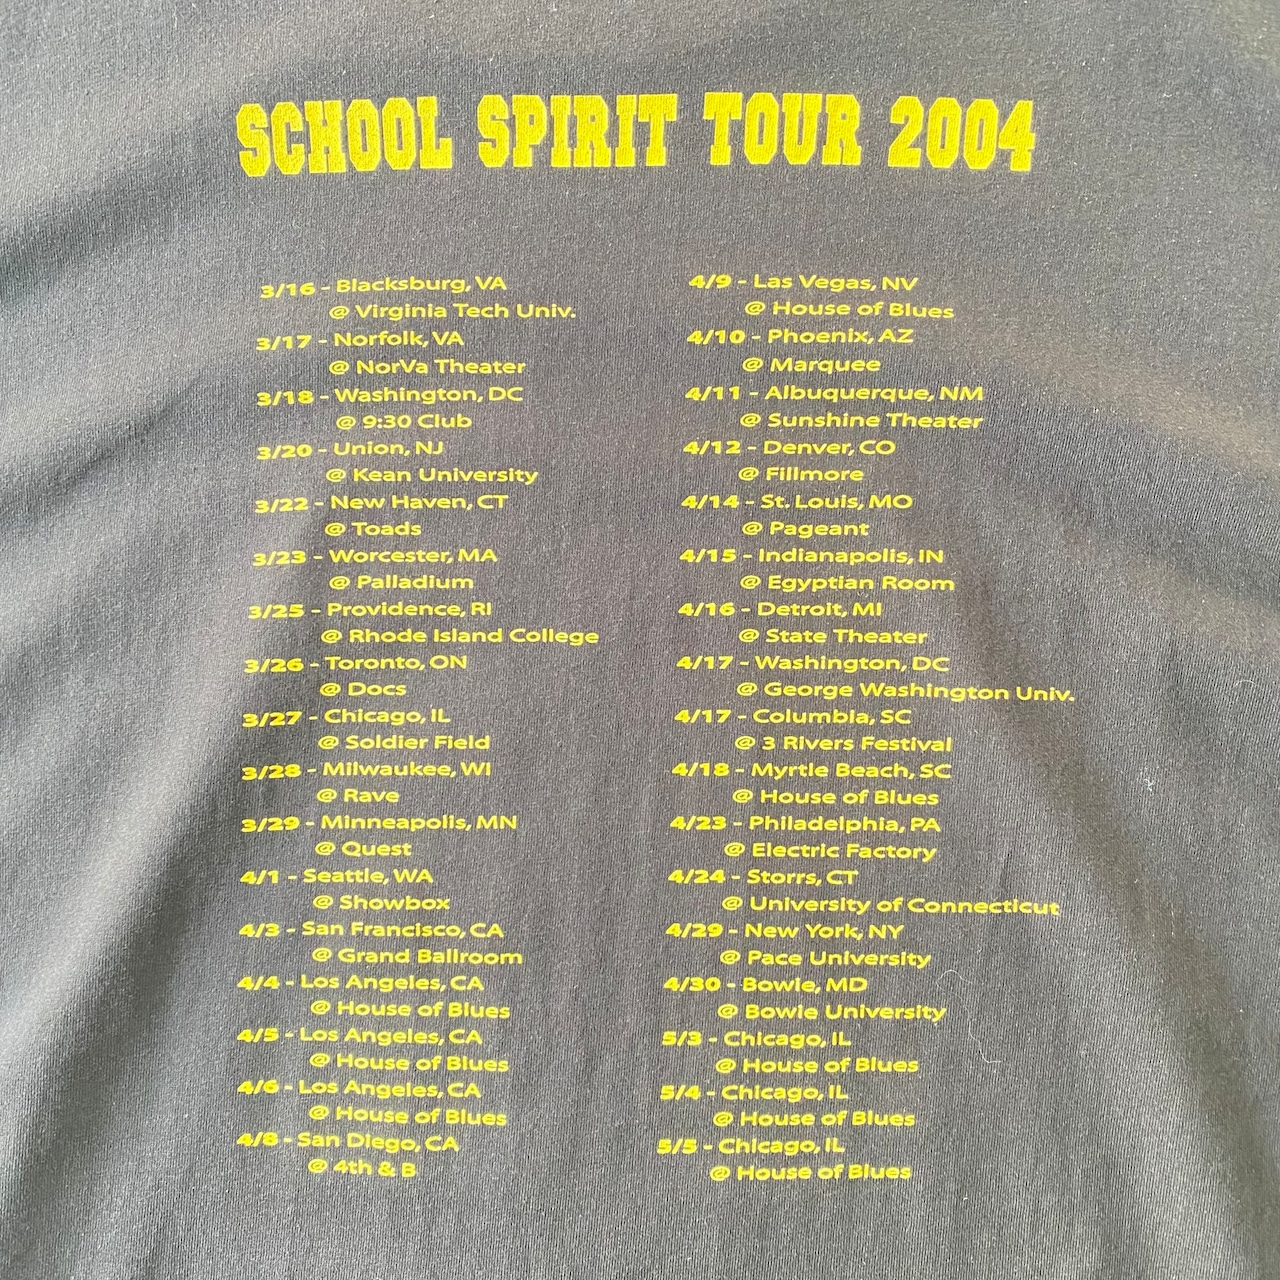 SCHOOL SPIRIT TOUR 2004
3/16 - Blacksburg, VA
@ Virginia Tech Univ.
3/17 - Norfolk, VA
@ NorVa Theater
3/18 - Washington, DC
@ 9:30 Club
3/20 - Union, NJ
@ Kean University
3/22 - New Haven, CT
@ Toads
3/23 - Worcester, MA
@ Palladium
3/25 - Providence, RI
@ Rhode Island College
3/26 - Toronto, ON
@ Docs
3/27 - Chicago, IL
@ Soldier Field
3/28 - Milwaukee, WI
@ Rave
3/29 - Minneapolis, MN
@ Quest
4/1 - Seattle, WA
@ Showbox
4/3 - San Francisco, CA
@ Grand Ballroom
4/4 - Los Angeles, CA
@ House of Blues
4/5 - Los Angeles, CA
@ House of Blues
4/6 - Los Angeles, CA
@ House of Blues
4/8 - San Diego, CA
@ 4th & B
4/9 - Las Vegas, NV
@ House of Blues
4/10 - Phoenix, AZ
@ Marquee
4/11 - Albuquerque, NM
@ Sunshine Theater
4/12 - Denver, CO
@ Fillmore
4/14 - St. Louis, MO
@ Pageant
4/15 - Indianapolis, IN
@ Egyptian Room
4/16 - Detroit, MI
@ State Theater
4/17 - Washington, DC
@ George Washington Univ.
4/17 - Columbia, SC
@ 3 Rivers Festival
4/18 - Myrtle Beach, SC
@ House of Blues
4/23 - Philadelphia, PA
@ Electric Factory
4/24 - Storrs, CT
@ University of Connecticut
4/29 - New York, NY
@ Pace University
4/30 - Bowie, MD
@ Bowie University
5/3 - Chicago, IL
@ House of Blues
5/4 - Chicago, IL
@ House of Blues
5/5 - Chicago, IL
@ House of Blues